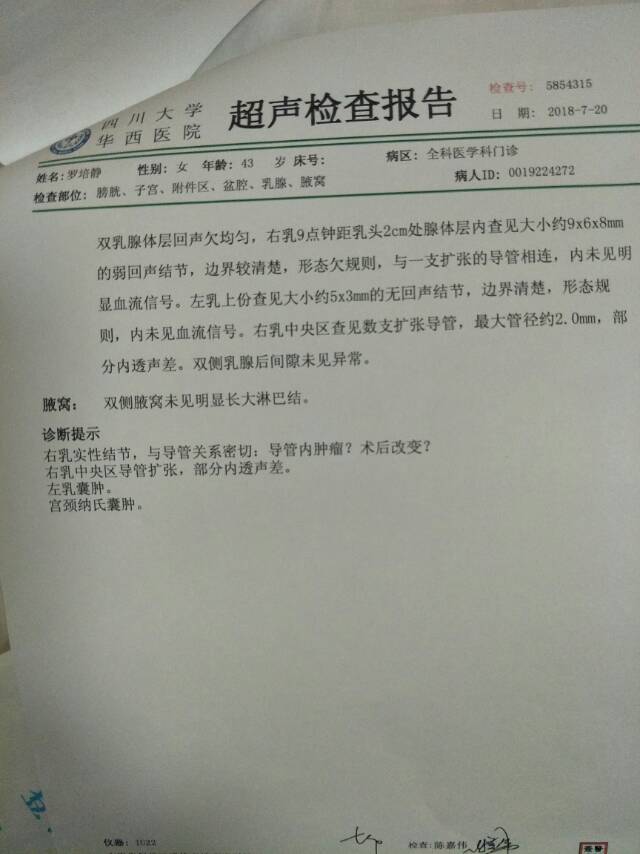 四川大学
华西医院
超声检查报告
检查号: 5854315
日 期: 2018-7-20
姓名:罗培静 性别:女 年龄:43 岁 床号: 病区:全科医学科门诊
检查部位: 膀胱、子宫、附件区、盆腔、乳腺、腋窝 病人ID:0019224272
双乳腺体层回声欠均匀,右乳9点钟距乳头2cm处腺体层内查见大小约9x6x8mm
的弱回声结节,边界较清楚,形态欠规则,与一支扩张的导管相连,内未见明
显血流信号。左乳上份查见大小约5x3mm的无回声结节,边界清楚,形态规
则,内未见血流信号。右乳中央区查见数支扩张导管,最大管径约2.0mm,部
分内透声差。双侧乳腺后间隙未见异常。
腋窝: 双侧腋窝未见明显长大淋巴结。
诊断提示
右乳实性结节,与导管关系密切:导管内肿瘤?术后改变?
右乳中央区导管扩张,部分内透声差。
左乳囊肿。
宫颈纳氏囊肿。
仪器: IU22 检查:陈嘉伟